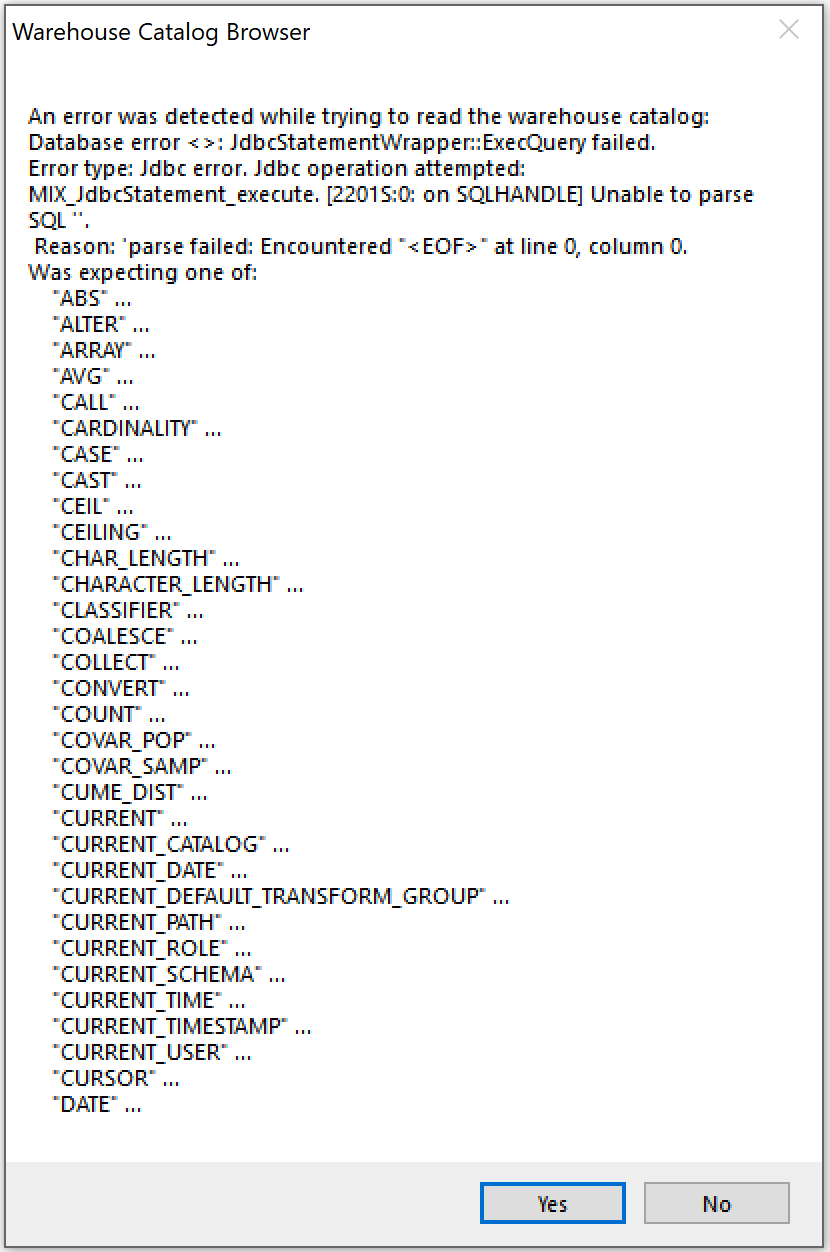 Warehouse Catalog Browser
An error was detected while trying to read the warehouse catalog:
Database error <>: JdbcStatementWrapper::ExecQuery failed.
Error type: Jdbc error. Jdbc operation attempted:
MIX_JdbcStatement_execute. [2201S:0: on SQLHANDLE] Unable to parse
SQL ''.
Reason: 'parse failed: Encountered "<EOF>" at line 0, column 0.
Was expecting one of:
"ABS" ...
"ALTER" ...
"ARRAY" ...
"AVG" ...
"CALL" ...
"CARDINALITY" ...
"CASE" ...
"CAST" ...
"CEIL" ...
"CEILING" ...
"CHAR_LENGTH" ...
"CHARACTER_LENGTH" ...
"CLASSIFIER" ...
"COALESCE" ...
"COLLECT" ...
"CONVERT" ...
"COUNT" ...
"COVAR_POP" ...
"COVAR_SAMP" ...
"CUME_DIST" ...
"CURRENT" ...
"CURRENT_CATALOG" ...
"CURRENT_DATE" ...
"CURRENT_DEFAULT_TRANSFORM_GROUP" ...
"CURRENT_PATH" ...
"CURRENT_ROLE" ...
"CURRENT_SCHEMA" ...
"CURRENT_TIME" ...
"CURRENT_TIMESTAMP" ...
"CURRENT_USER" ...
"CURSOR" ...
"DATE" ...
Yes
No